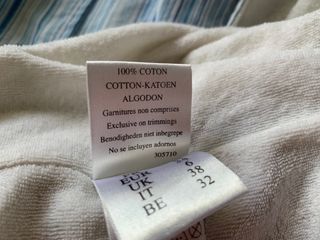 100% COTON
COTTON-KATOEN
ALGODON
Garnitures non comprises
Exclusive on trimmings
Benodigheden niet inbegrepe
No se incluyen adornos
305710
EUR
UK 38
IT 32
BE